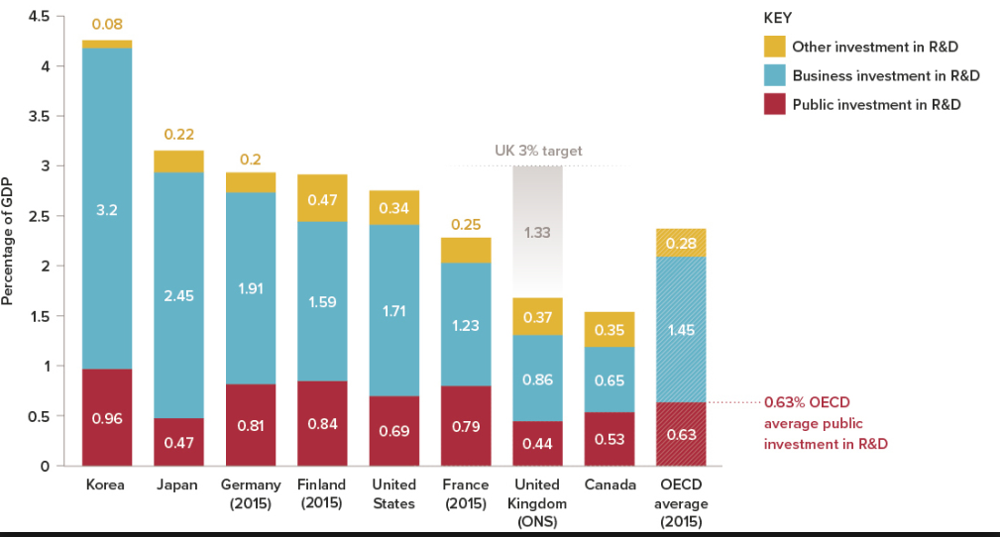 KEY
Other investment in R&D
Business investment in R&D
Public investment in R&D
Percentage of GDP
4.5
4
3.5
3
2.5
2
1.5
1
0.5
0
0.08
3.2
0.96
0.22
2.45
0.47
0.2
1.91
0.81
0.47
1.59
0.84
0.34
1.71
0.69
0.25
1.23
0.79
UK 3% target
1.33
0.37
0.86
0.44
0.35
0.65
0.53
0.28
1.45
0.63
0.63% OECD
average public
investment in R&D
Korea
Japan
Germany
(2015)
Finland
(2015)
United
States
France
(2015)
United
Kingdom
(ONS)
Canada
OECD
average
(2015)